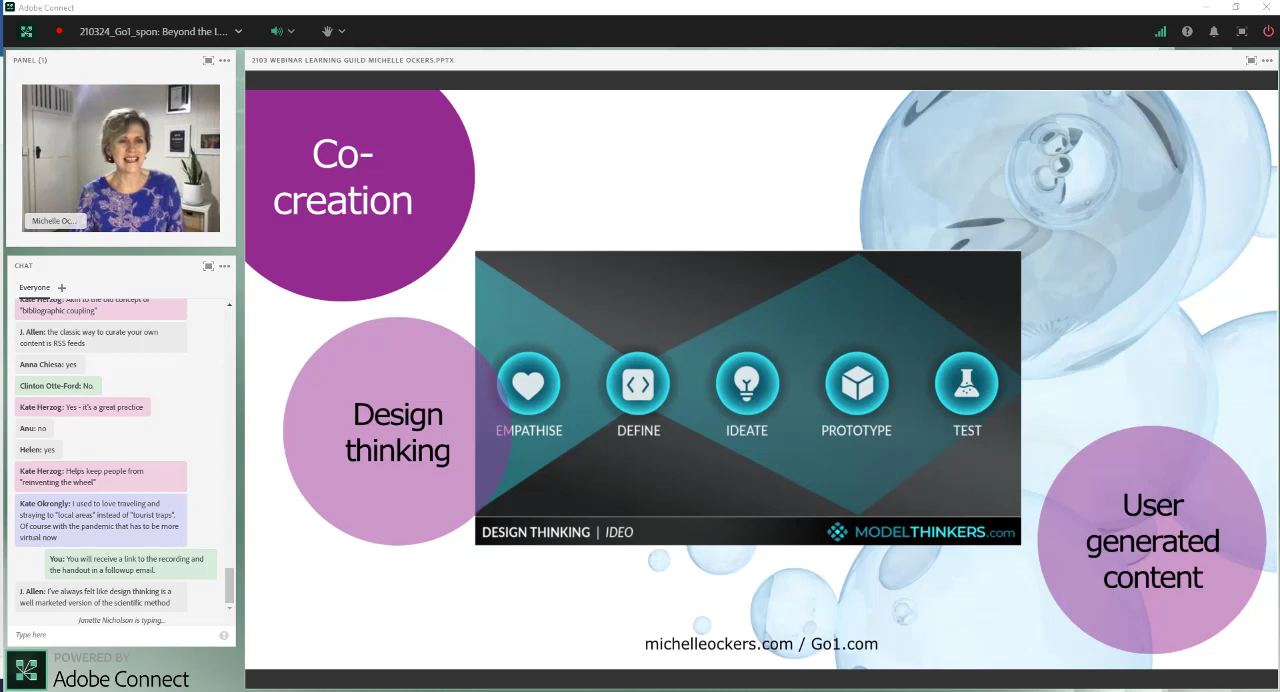 Adobe Connect
210324_Go1_spon: Beyond the L...
PANEL (1)
Michelle Oc...
CHAT
Everyone
Kate Herzog: Akin to the old concept of
"bibliographic coupling"
J. Allen: the classic way to curate your own
content is RSS feeds
Anna Chiesa: yes
Clinton Otte-Ford: No.
Kate Herzog: Yes - it's a great practice
Anu: no
Helen: yes
Kate Herzog: Helps keep people from
"reinventing the wheel"
Kate Okrongly: I used to love traveling and
straying to "local areas" instead of "tourist traps".
Of course with the pandemic that has to be more
virtual now
You: You will receive a link to the recording and
the handout in a followup email.
J. Allen: I've always felt like design thinking is a
well marketed version of the scientific method
Janette Nicholson is typing...
Type here
POWERED BY
Adobe Connect
2103 WEBINAR LEARNING GUILD MICHELLE OCKERS.PPTX
Co-
creation
Design
thinking
EMPATHISE
DEFINE
IDEATE
PROTOTYPE
TEST
DESIGN THINKING | IDEO
MODELTHINKERS.com
User
generated
content
michelleockers.com / Go1.com